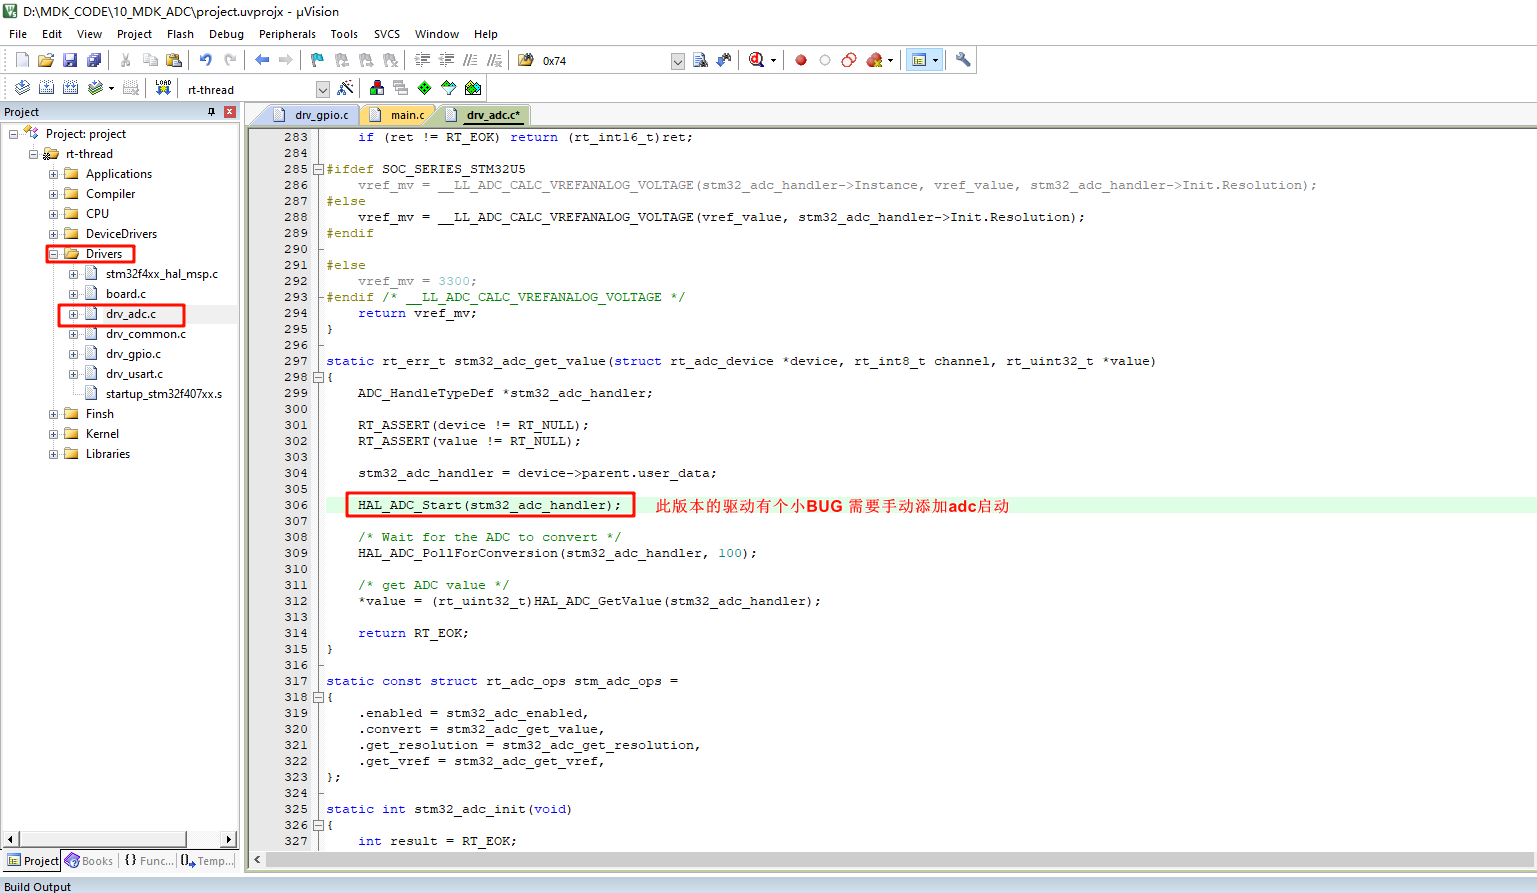 D:\MDK_CODE\10_MDK_ADC\project.uvprojx - µVision
File Edit View Project Flash Debug Peripherals Tools SVCS Window Help
0x74
LOAD
rt-thread
Project
Project: project
rt-thread
Applications
Compiler
CPU
DeviceDrivers
Drivers
stm32f4xx_hal_msp.c
board.c
drv_adc.c
drv_common.c
drv_gpio.c
drv_usart.c
startup_stm32f407xx.s
Finsh
Kernel
Libraries
Project Books {} Func... Temp...
drv_gpio.c main.c drv_adc.c*
283 if (ret != RT_EOK) return (rt_int16_t)ret;
284
285 #ifdef SOC_SERIES_STM32U5
286 vref_mv = __LL_ADC_CALC_VREFANALOG_VOLTAGE(stm32_adc_handler->Instance, vref_value, stm32_adc_handler->Init.Resolution);
287 #else
288 vref_mv = __LL_ADC_CALC_VREFANALOG_VOLTAGE(vref_value, stm32_adc_handler->Init.Resolution);
289 #endif
290
291 #else
292 vref_mv = 3300;
293 #endif /* __LL_ADC_CALC_VREFANALOG_VOLTAGE */
294 return vref_mv;
295 }
296
297 static rt_err_t stm32_adc_get_value(struct rt_adc_device *device, rt_int8_t channel, rt_uint32_t *value)
298 {
299 ADC_HandleTypeDef *stm32_adc_handler;
300
301 RT_ASSERT(device != RT_NULL);
302 RT_ASSERT(value != RT_NULL);
303
304 stm32_adc_handler = device->parent.user_data;
305
306 HAL_ADC_Start(stm32_adc_handler); 此版本的驱动有个小BUG 需要手动添加adc启动
307
308 /* Wait for the ADC to convert */
309 HAL_ADC_PollForConversion(stm32_adc_handler, 100);
310
311 /* get ADC value */
312 *value = (rt_uint32_t)HAL_ADC_GetValue(stm32_adc_handler);
313
314 return RT_EOK;
315 }
316
317 static const struct rt_adc_ops stm_adc_ops =
318 {
319 .enabled = stm32_adc_enabled,
320 .convert = stm32_adc_get_value,
321 .get_resolution = stm32_adc_get_resolution,
322 .get_vref = stm32_adc_get_vref,
323 };
324
325 static int stm32_adc_init(void)
326 {
327 int result = RT_EOK;
Build Output